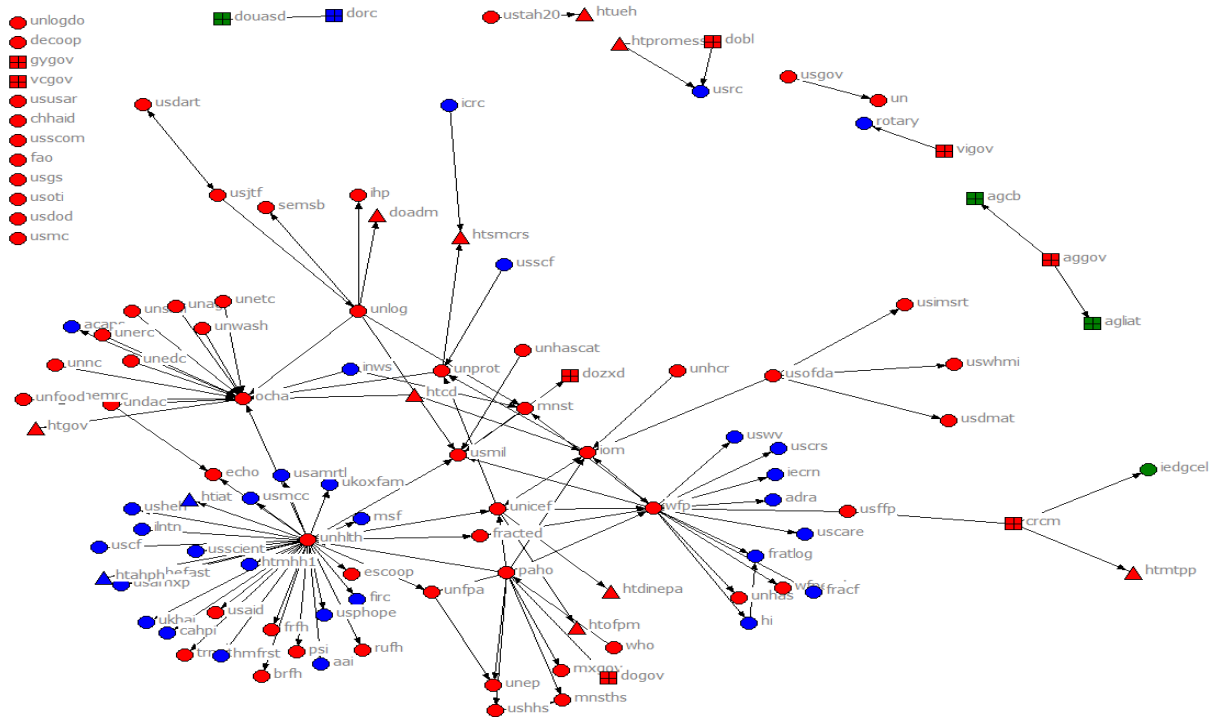 unlogdo
decoop
gygov
vcgov
ususar
chhaid
usscom
fao
usgs
usoti
usdod
usmc
douasd
dorc
ustah20
htueh
dobl
usrc
usgov
un
rotary
vigov
agcb
aggov
agliat
usdart
icrc
usjtf
semsb
ihp
doadm
htsmcrs
usscf
unetc
unlog
unwash
unerc
unnc
unedc
inws
unprot
unhascat
dozxd
unhcr
usofda
usimsrt
uswhmi
usdmat
unfood
undac
ocha
htcd
mnst
htgov
usmil
iom
echo
usamrtl
ukoxfam
htiat
usmcc
msf
unicef
wfp
uswv
uscrs
iecrn
adra
uscare
usffp
crcm
iedgcel
htmtpp
ilntn
unhlth
fracted
uscf
usscient
htmhh1
escoop
paho
fratlog
htahph
unfpa
htdinepa
unhas
fracf
hi
firc
usaid
usphope
cahpi
frfh
htofpm
who
thmfrst
psi
aai
rufh
brfh
unep
mxgov
dogov
mnsths
ushhs